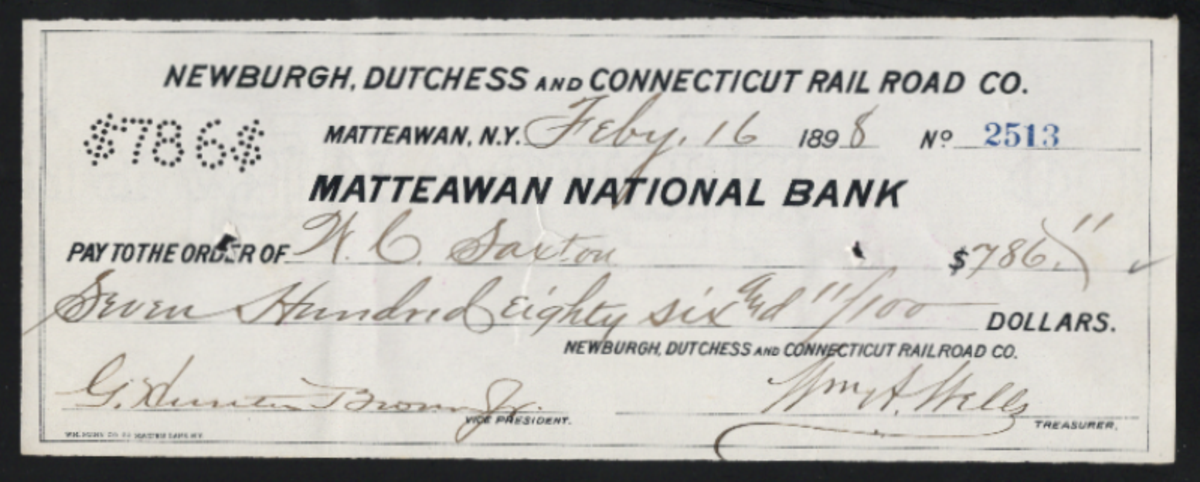 NEWBURGH, DUTCHESS AND CONNECTICUT RAIL ROAD CO.
$786$ MATTEAWAN, N.Y. Feby. 16 1898 No. 2513
MATTEAWAN NATIONAL BANK
PAY TO THE ORDER OF W. C. Saxton $786.11
Seven Hundred Eighty six and 11/100 DOLLARS.
NEWBURGH, DUTCHESS AND CONNECTICUT RAILROAD CO.
G. Hunter Brown Jr. Wm A. Wells
VICE PRESIDENT. TREASURER.